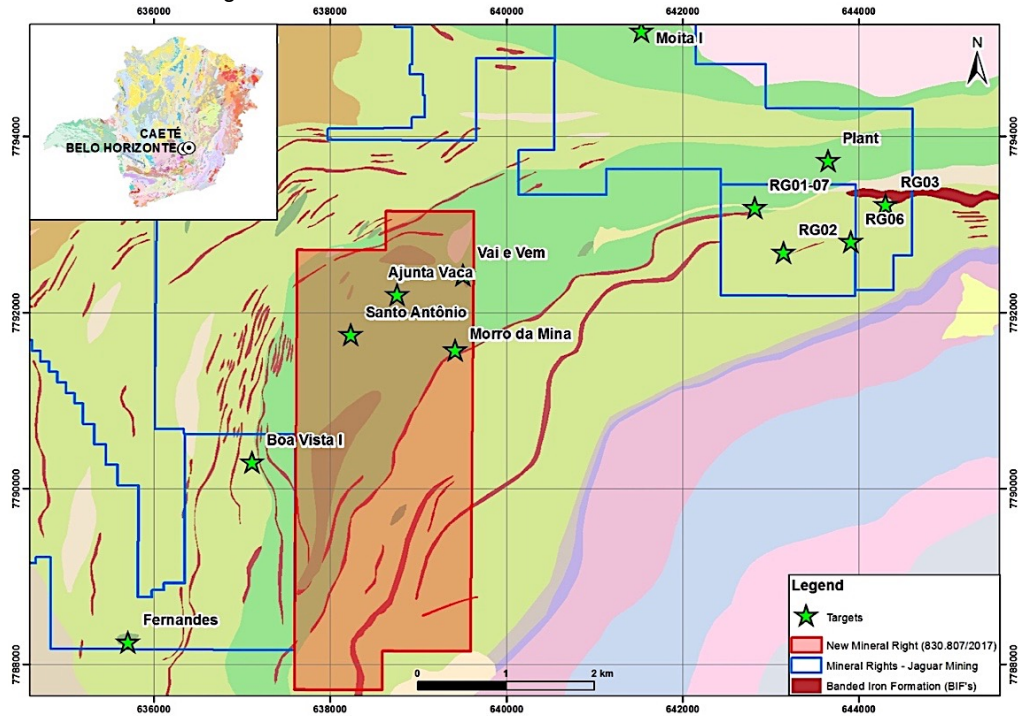 636000
638000
640000
642000
644000
N
CAETÉ
BELO HORIZONTE
Moita I
7794000
7794000
Plant
RG01-07
RG03
RG06
RG02
Vai e Vem
Ajunta Vaca
Santo Antônio
Morro da Mina
7792000
7792000
Boa Vista I
7790000
7790000
Fernandes
7788000
7788000
0
1
2 km
Legend
Targets
New Mineral Right (830.807/2017)
Mineral Rights - Jaguar Mining
Banded Iron Formation (BIF's)
636000
638000
640000
642000
644000